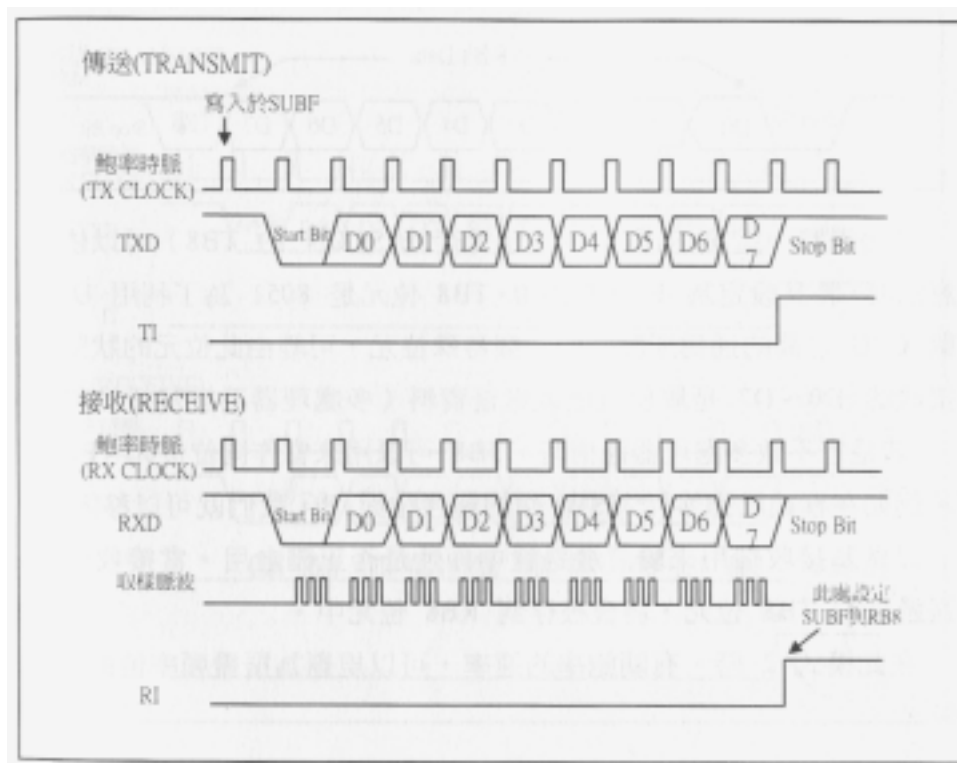 傳送(TRANSMIT)
寫入於SUBF
鮑率時脈
(TX CLOCK)
TXD
Start Bit D0 D1 D2 D3 D4 D5 D6 D7 Stop Bit
TI
接收(RECEIVE)
鮑率時脈
(RX CLOCK)
RXD
Start Bit D0 D1 D2 D3 D4 D5 D6 D7 Stop Bit
取樣脈波
此處設定
SUBF和RB8
RI